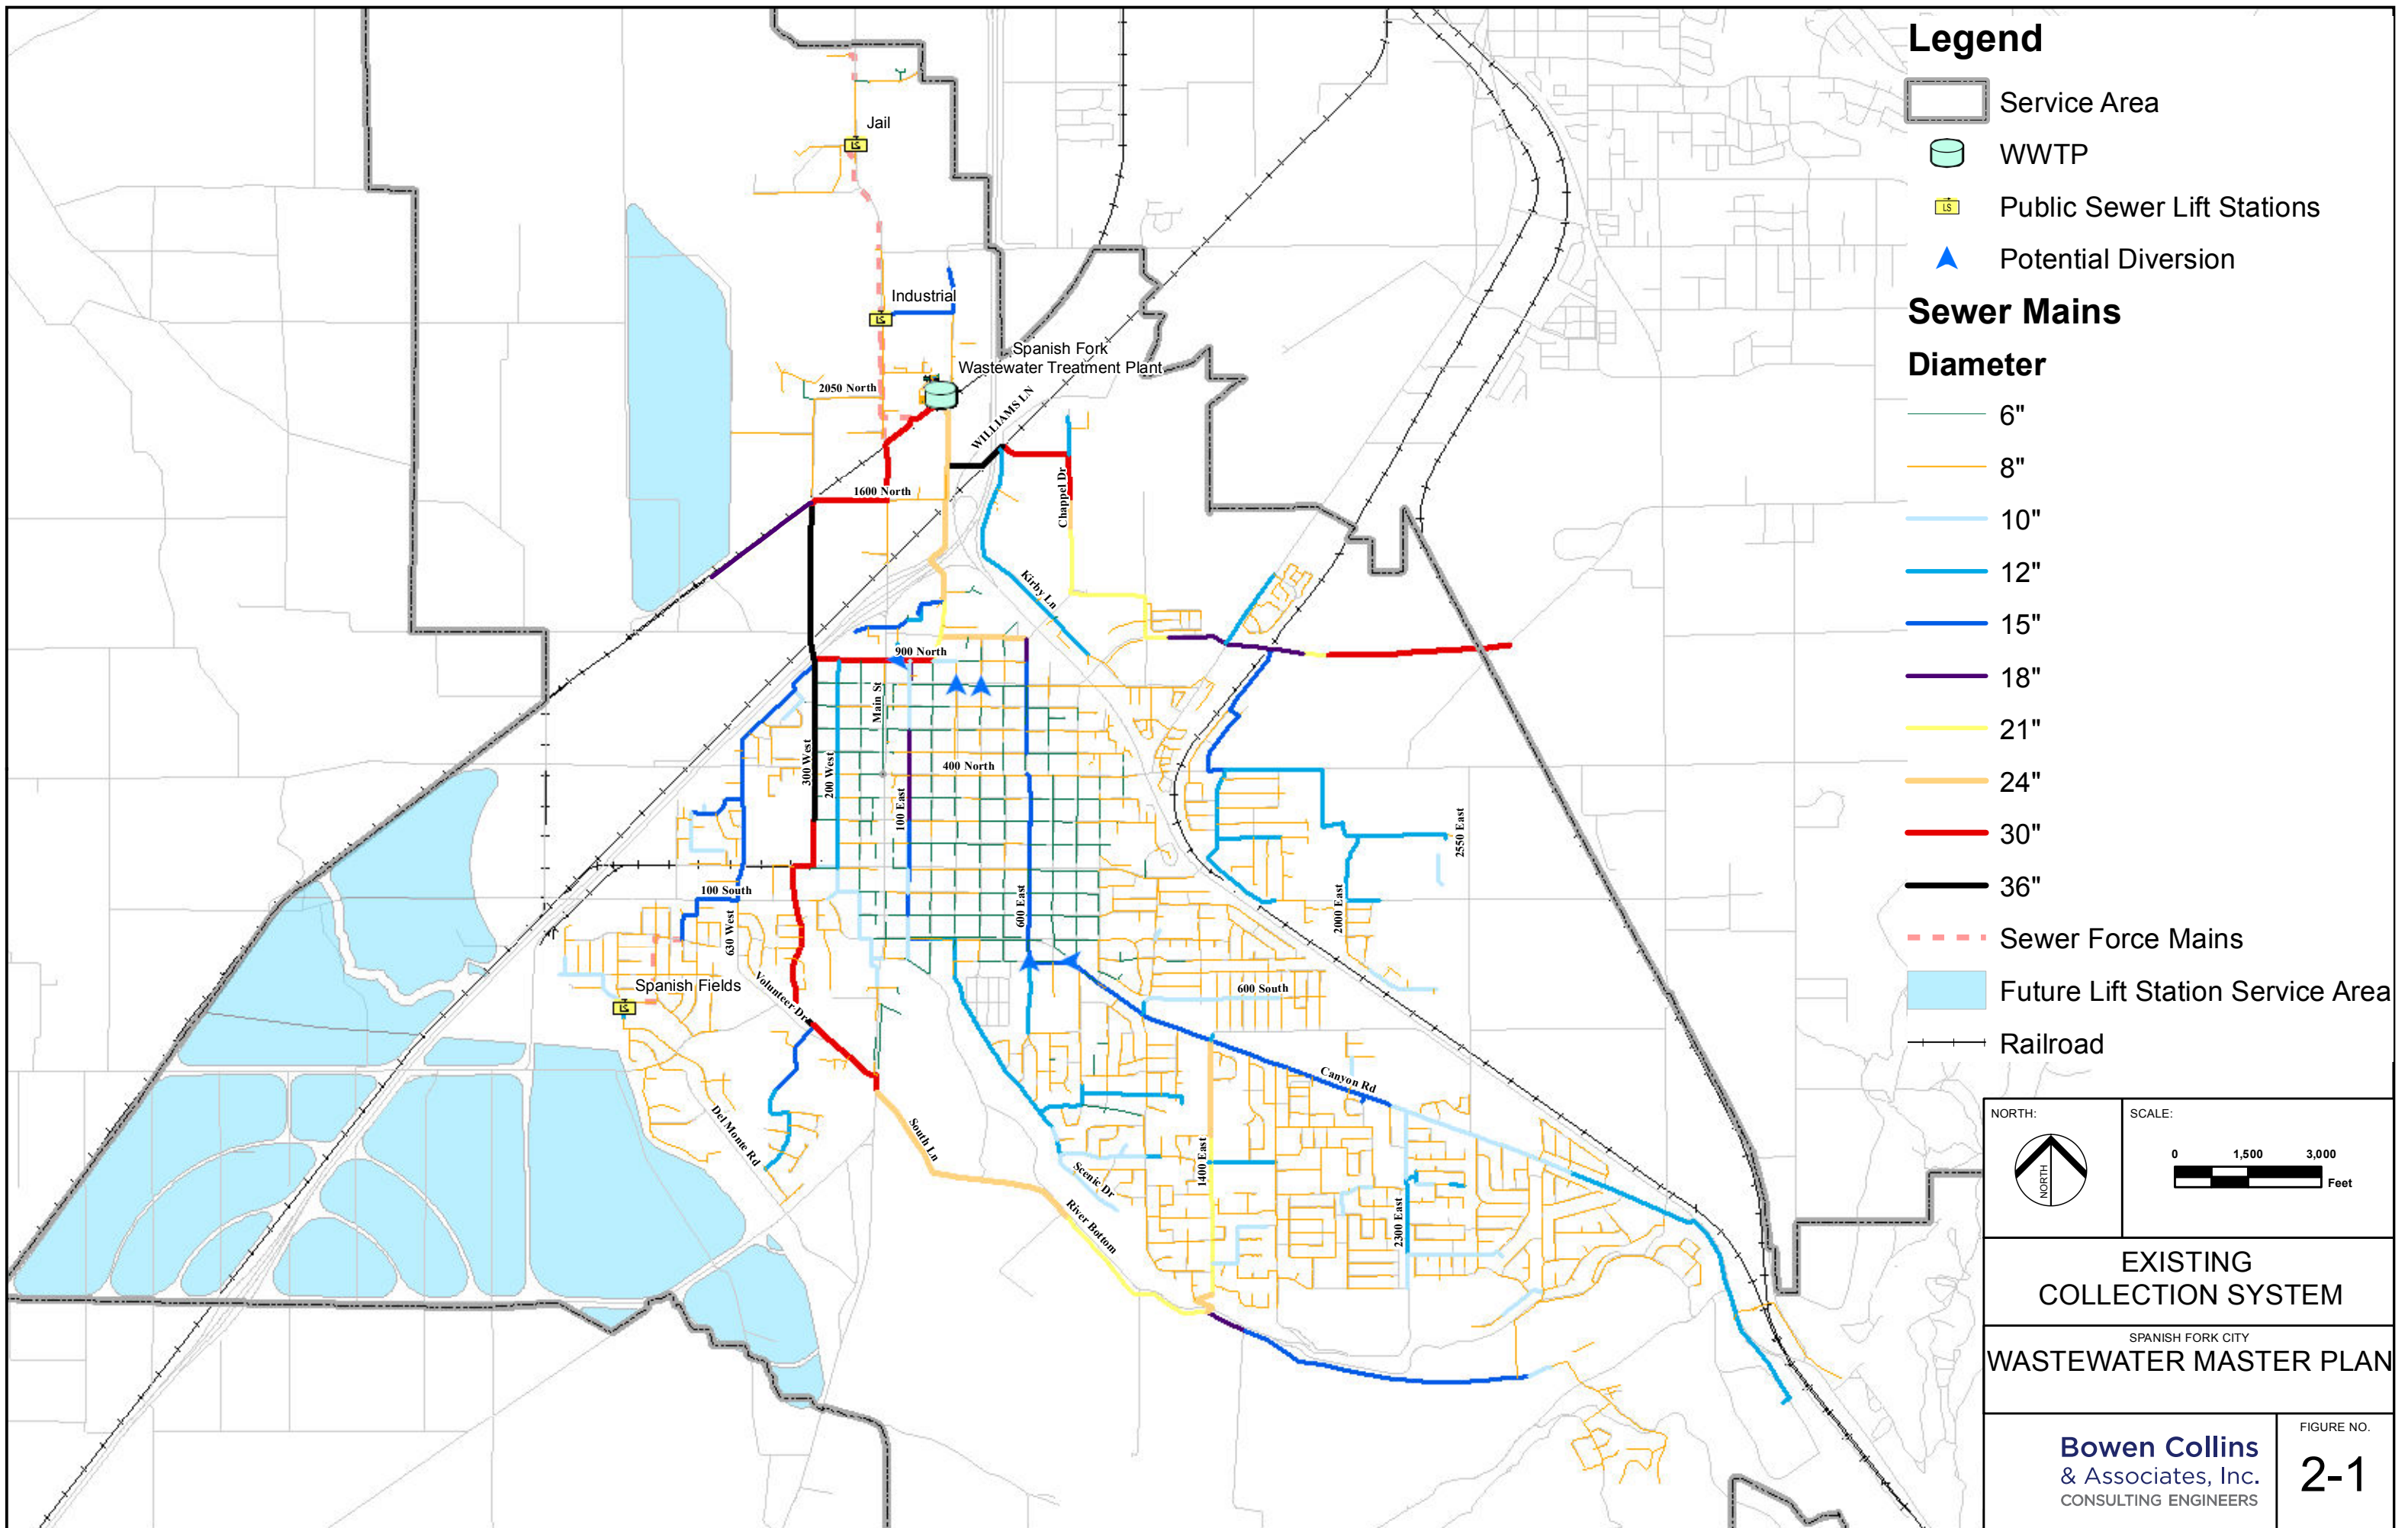 Legend
Service Area
WWTP
LS
Public Sewer Lift Stations
Potential Diversion
Sewer Mains
Diameter
6"
8"
10"
12"
15"
18"
21"
24"
30"
36"
Sewer Force Mains
Future Lift Station Service Area
Railroad
Jail
LS
Industrial
LS
Spanish Fork
Wastewater Treatment Plant
2050 North
WILLIAMS LN
1600 North
Chappel Dr
Kirby Ln
900 North
Main St
300 West
200 West
400 North
100 East
2550 East
100 South
630 West
600 East
2000 East
Spanish Fields
LS
Volunteer Dr
600 South
Canyon Rd
Del Monte Rd
South Ln
Scenic Dr
1400 East
River Bottom
2300 East
NORTH:
NORTH
SCALE:
0 1,500 3,000
Feet
EXISTING
COLLECTION SYSTEM
SPANISH FORK CITY
WASTEWATER MASTER PLAN
Bowen Collins
& Associates, Inc.
CONSULTING ENGINEERS
FIGURE NO.
2-1